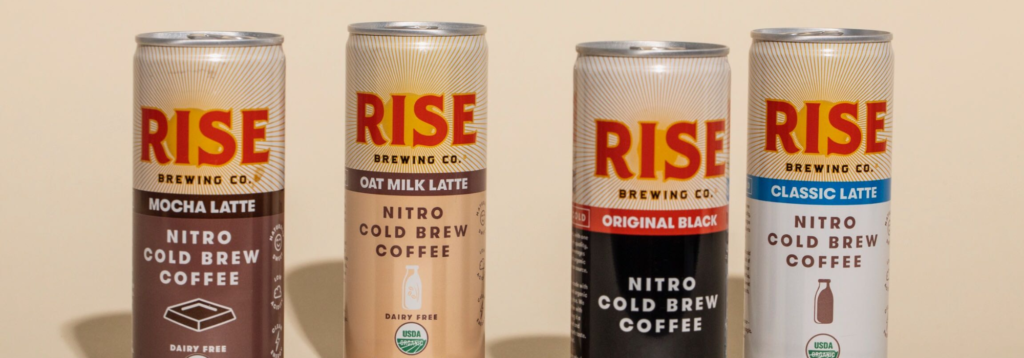 RISE
BREWING CO.
MOCHA LATTE
NITRO
COLD BREW
COFFEE
DAIRY FREE
RISE
BREWING CO.
OAT MILK LATTE
NITRO
COLD BREW
COFFEE
DAIRY FREE
USDA
ORGANIC
RISE
BREWING CO.
ORIGINAL BLACK
NITRO
COLD BREW
COFFEE
RISE
BREWING CO.
CLASSIC LATTE
NITRO
COLD BREW
COFFEE
USDA
ORGANIC